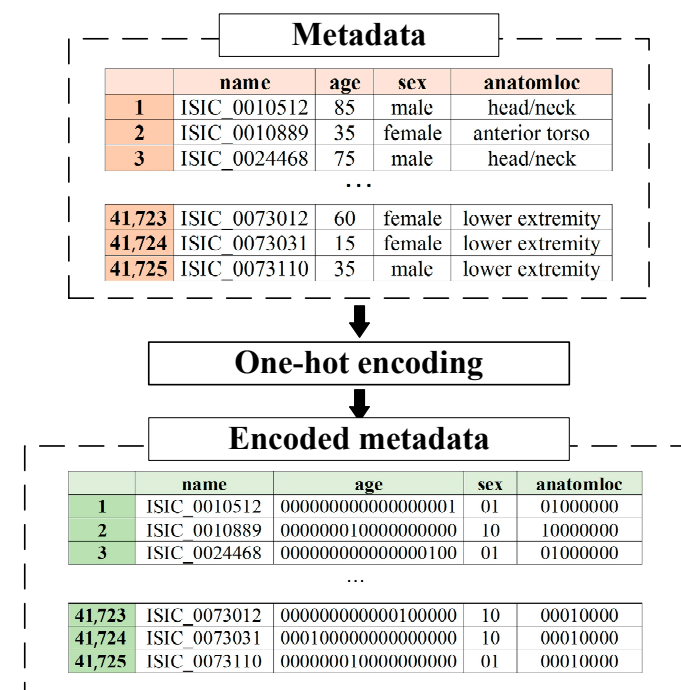 Metadata
name age sex anatomloc
1 ISIC_0010512 85 male head/neck
2 ISIC_0010889 35 female anterior torso
3 ISIC_0024468 75 male head/neck
...
41,723 ISIC_0073012 60 female lower extremity
41,724 ISIC_0073031 15 female lower extremity
41,725 ISIC_0073110 35 male lower extremity
One-hot encoding
Encoded metadata
name age sex anatomloc
1 ISIC_0010512 000000000000000001 01 01000000
2 ISIC_0010889 000000010000000000 10 10000000
3 ISIC_0024468 000000000000000100 01 01000000
...
41,723 ISIC_0073012 000000000000100000 10 00010000
41,724 ISIC_0073031 000100000000000000 10 00010000
41,725 ISIC_0073110 000000010000000000 01 00010000